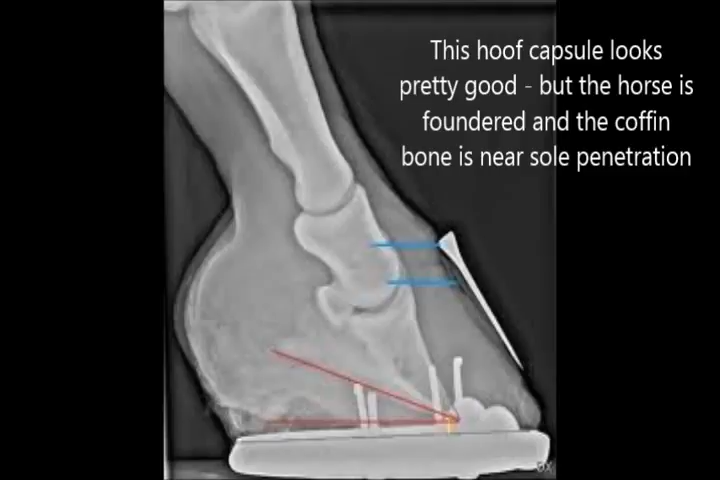 This hoof capsule looks
pretty good - but the horse is
foundered and the coffin
bone is near sole penetration